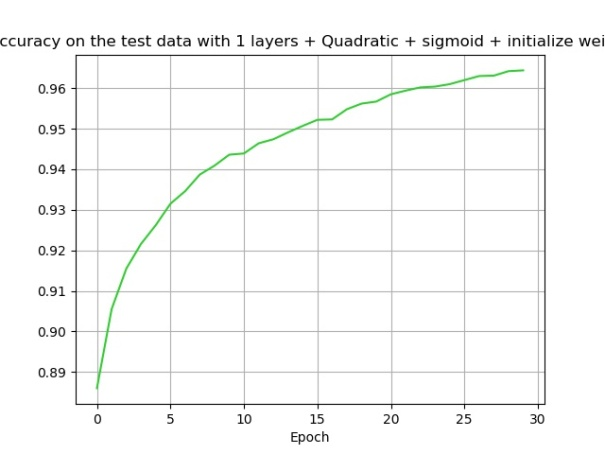 ccuracy on the test data with 1 layers + Quadratic + sigmoid + initialize wei
0.96
0.95
0.94
0.93
0.92
0.91
0.90
0.89
0 5 10 15 20 25 30
Epoch